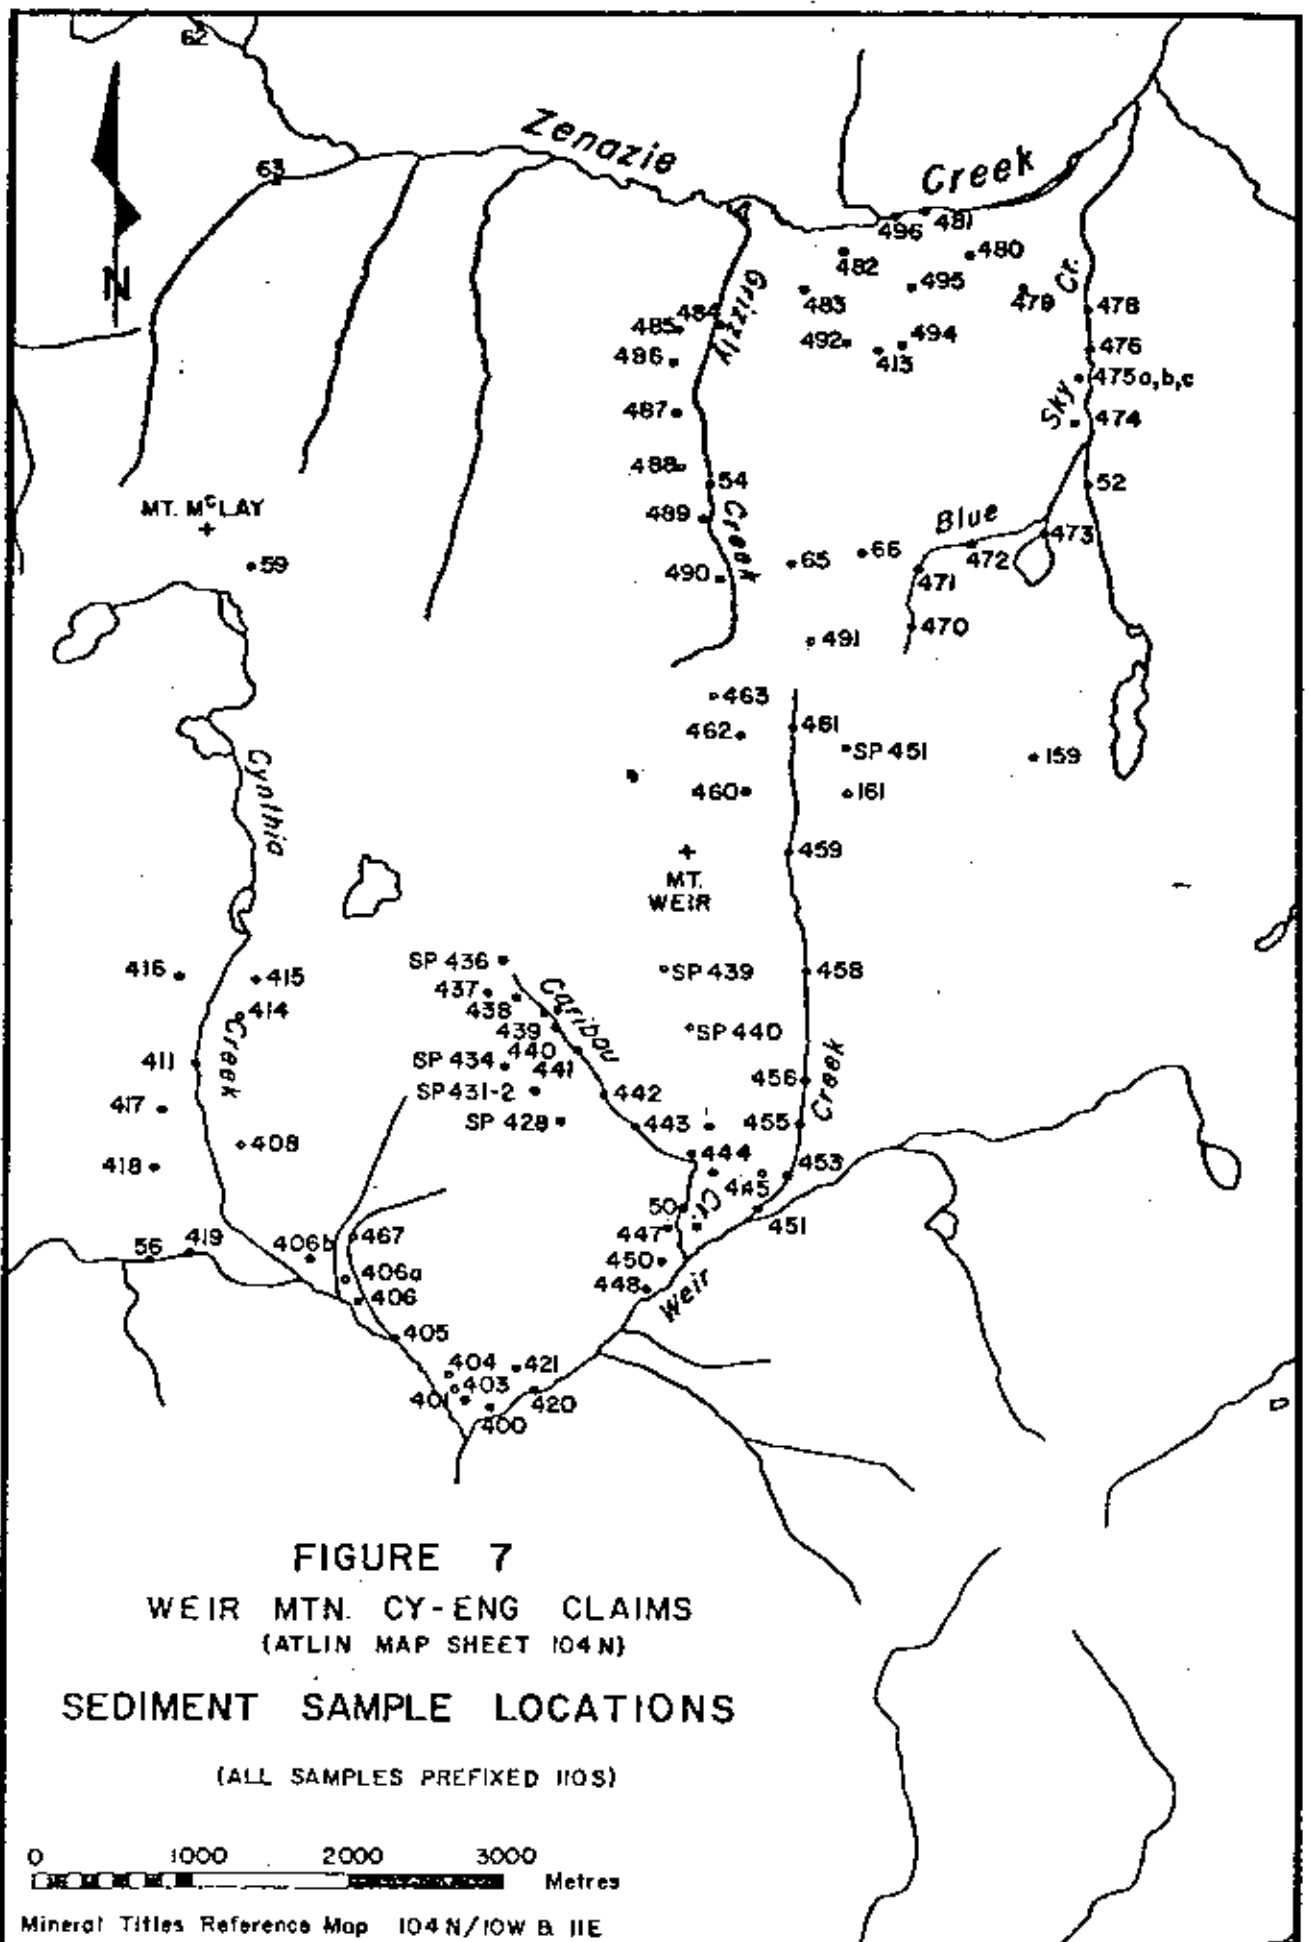 62
Zenazie
Creek
63
N
496
481
482
480
495
483
479
Cr.
478
Grizzly
484
485
492
494
413
476
486
475a,b,c
487
Sky
474
488
54
52
MT. McLAY
489
Creek
Blue
473
472
59
65
66
490
471
470
491
463
462
461
SP 451
159
460
161
Cynthia
459
MT.
WEIR
SP 436
SP 439
458
416
415
437
438
Caribou
414
439
SP 440
440
Creek
411
SP 434
441
456
Creek
SP 431-2
442
417
SP 428
443
455
408
444
418
445
453
50
Cr.
451
447
419
56
406b
467
450
406a
448
Weir
406
405
404
421
403
401
420
400
FIGURE 7
WEIR MTN. CY-ENG CLAIMS
(ATLIN MAP SHEET 104N)
SEDIMENT SAMPLE LOCATIONS
(ALL SAMPLES PREFIXED 110S)
0 1000 2000 3000
Metres
Mineral Titles Reference Map 104N/10W & 11E